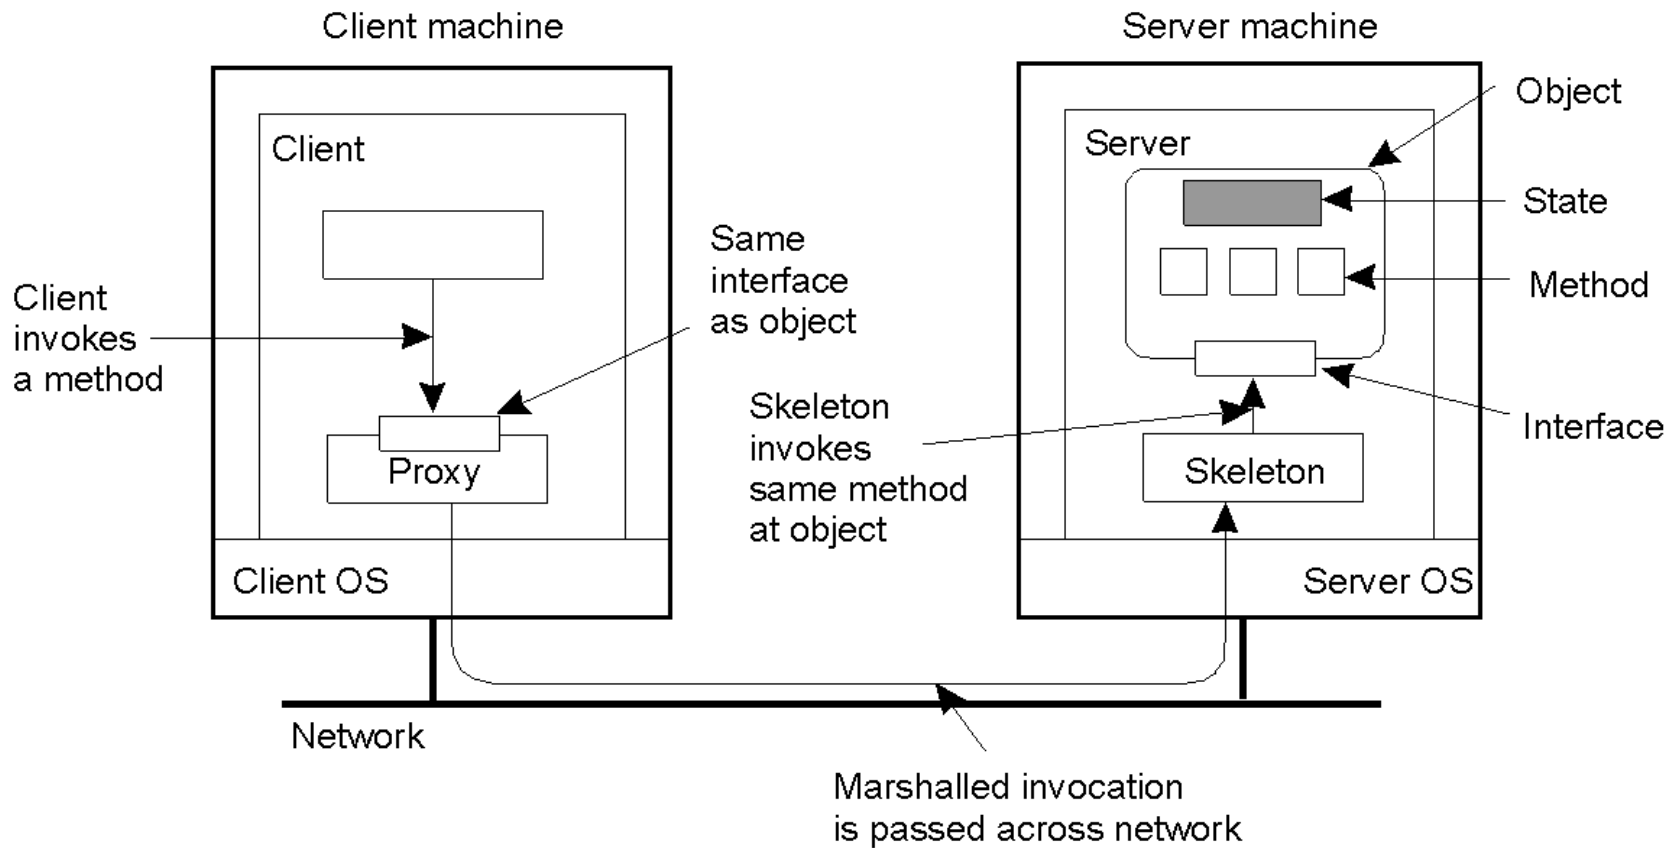 Client machine
Server machine
Client
Server
Object
State
Method
Interface
Same
interface
as object
Client
invokes
a method
Skeleton
invokes
same method
at object
Proxy
Skeleton
Client OS
Server OS
Network
Marshalled invocation
is passed across network